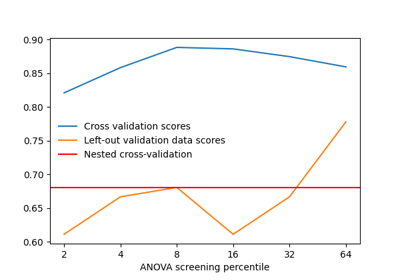 0.90
0.85
0.80
0.75
0.70
0.65
0.60
Cross validation scores
Left-out validation data scores
Nested cross-validation
2 4 8 16 32 64
ANOVA screening percentile